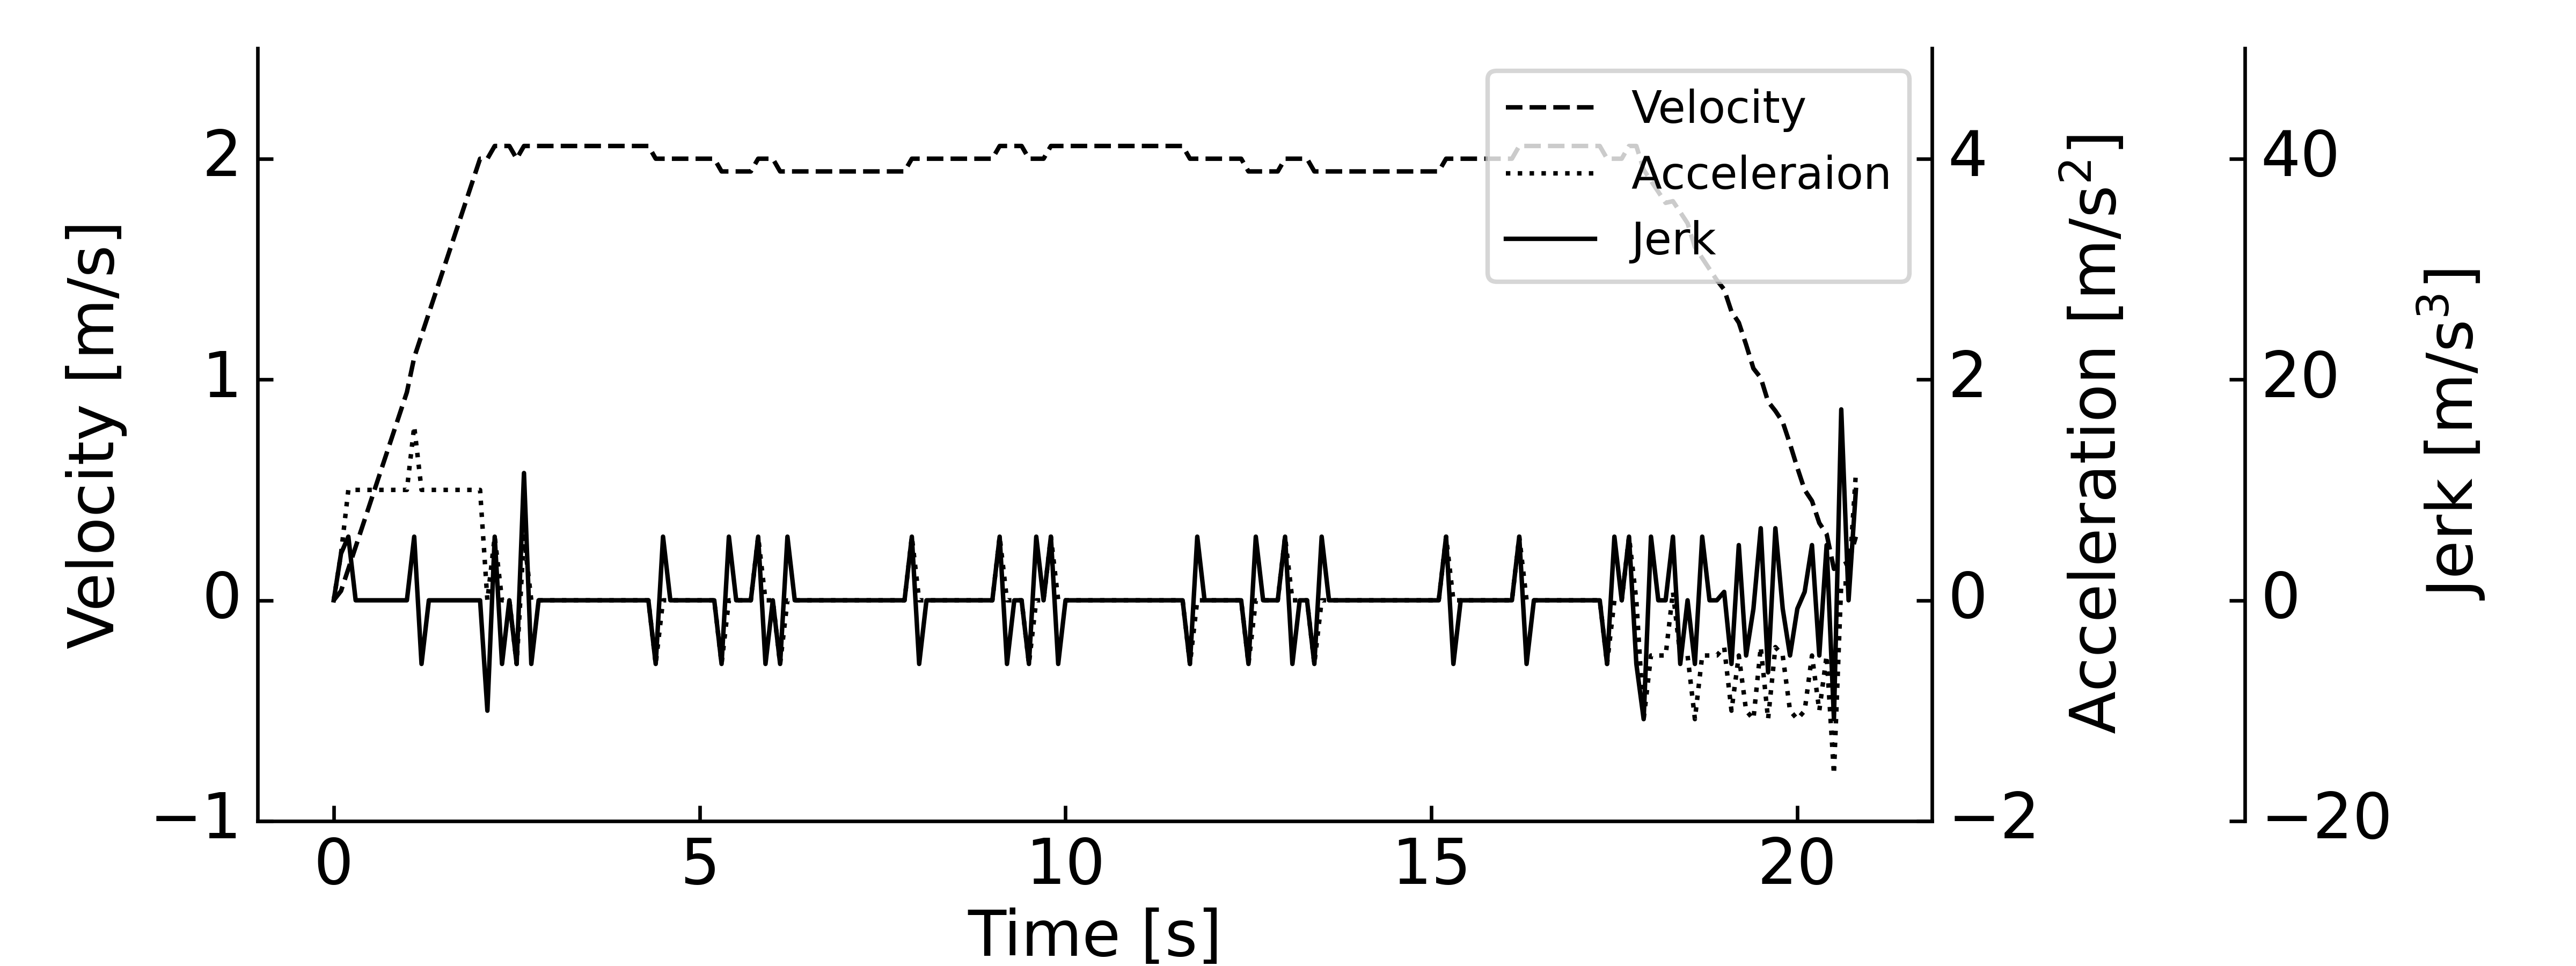 Velocity [m/s]
2
1
0
−1
0 5 10 15 20
Time [s]
Velocity
Acceleraion
Jerk
4
2
0
−2
Acceleration [m/s²]
40
20
0
−20
Jerk [m/s³]